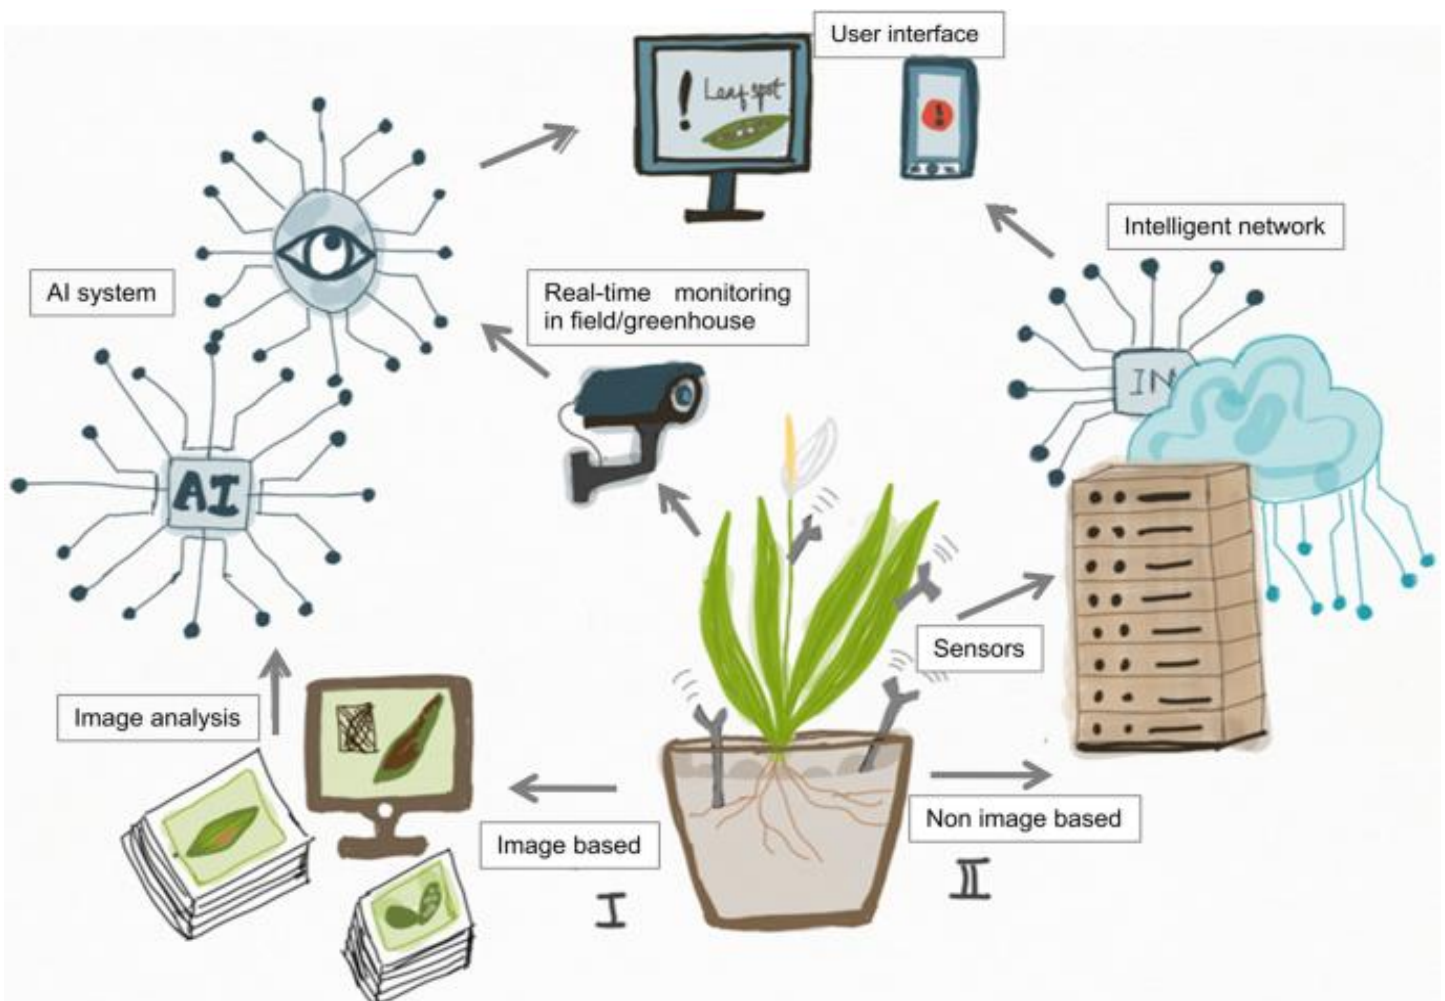 User interface
! Leaf spot
!
Intelligent network
AI system
Real-time monitoring
in field/greenhouse
IN
AI
Sensors
Image analysis
Image based
Non image based
I
II